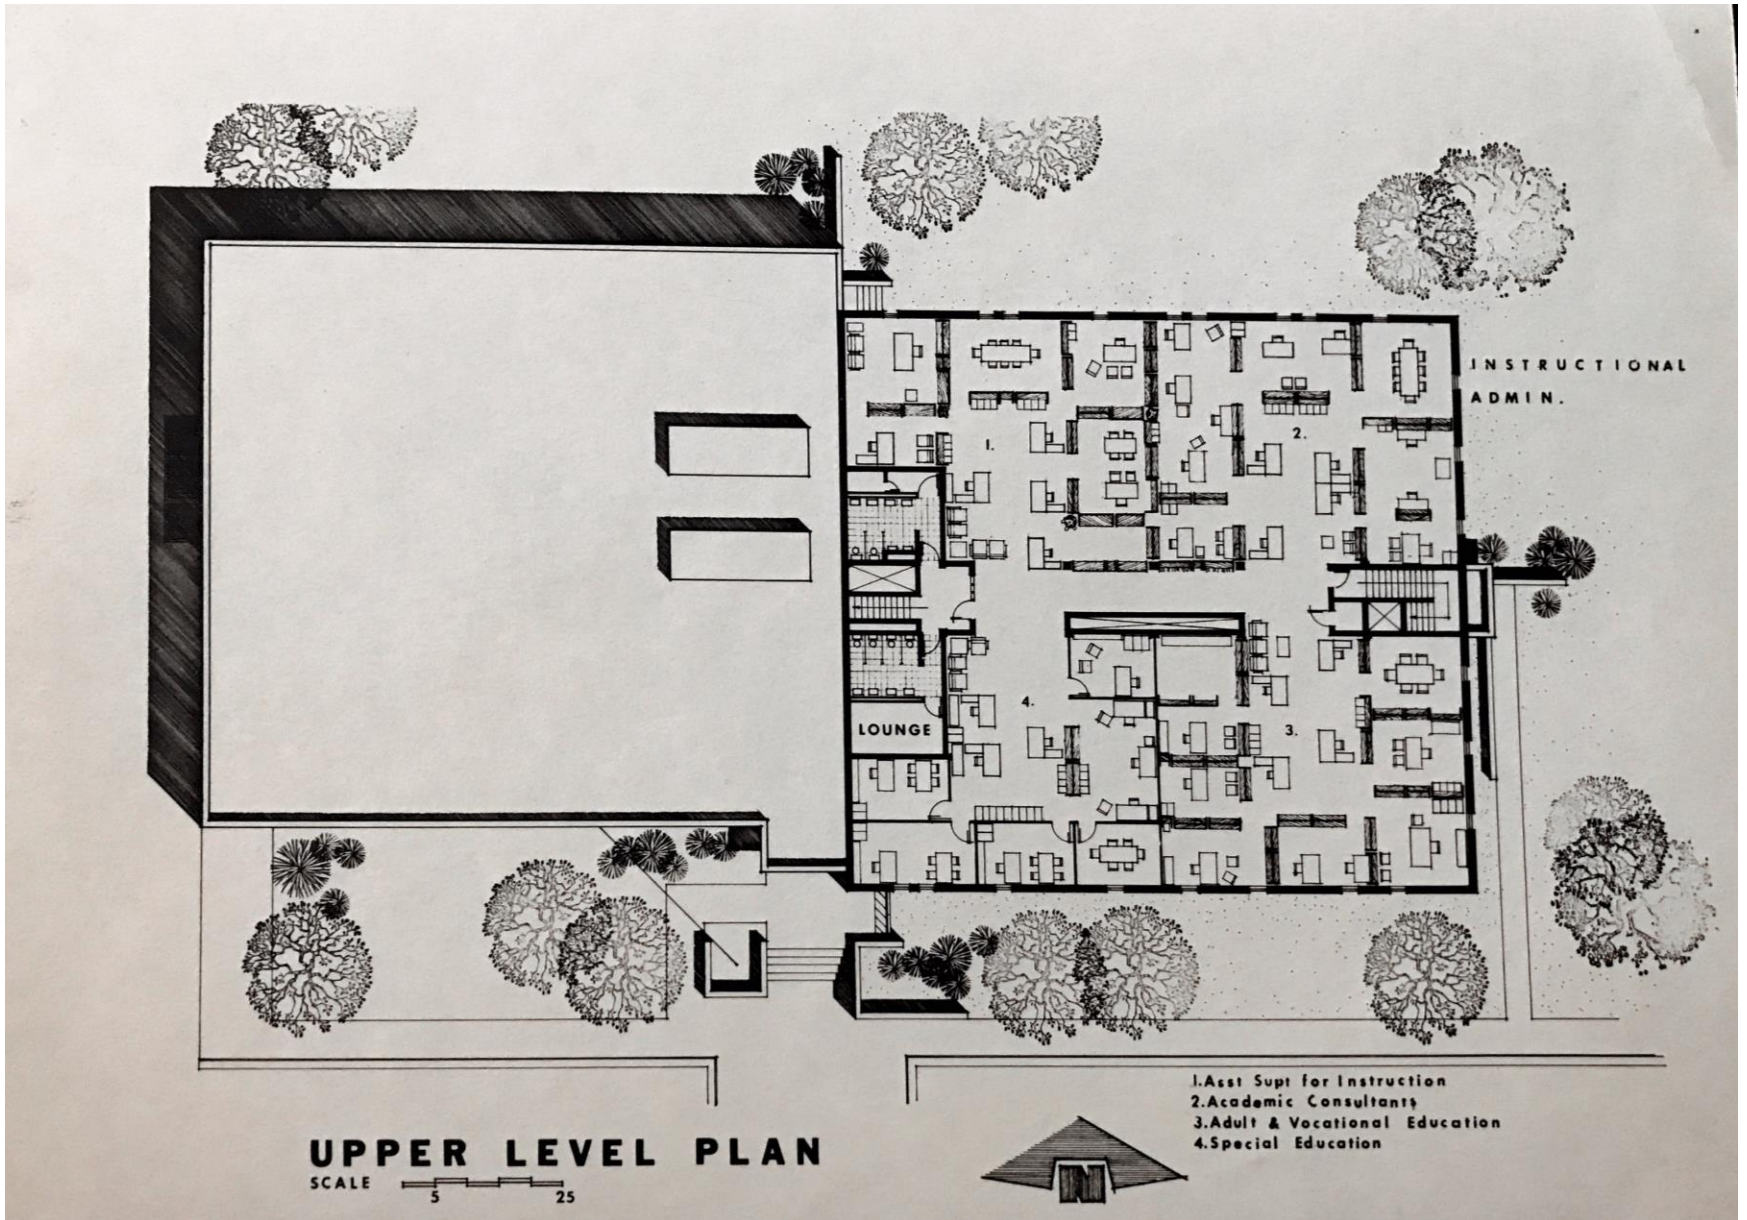 INSTRUCTIONAL
ADMIN.
1.
2.
LOUNGE
4.
3.
1.Asst Supt for Instruction
2.Academic Consultants
3.Adult & Vocational Education
4.Special Education
UPPER LEVEL PLAN
SCALE
5 25
N